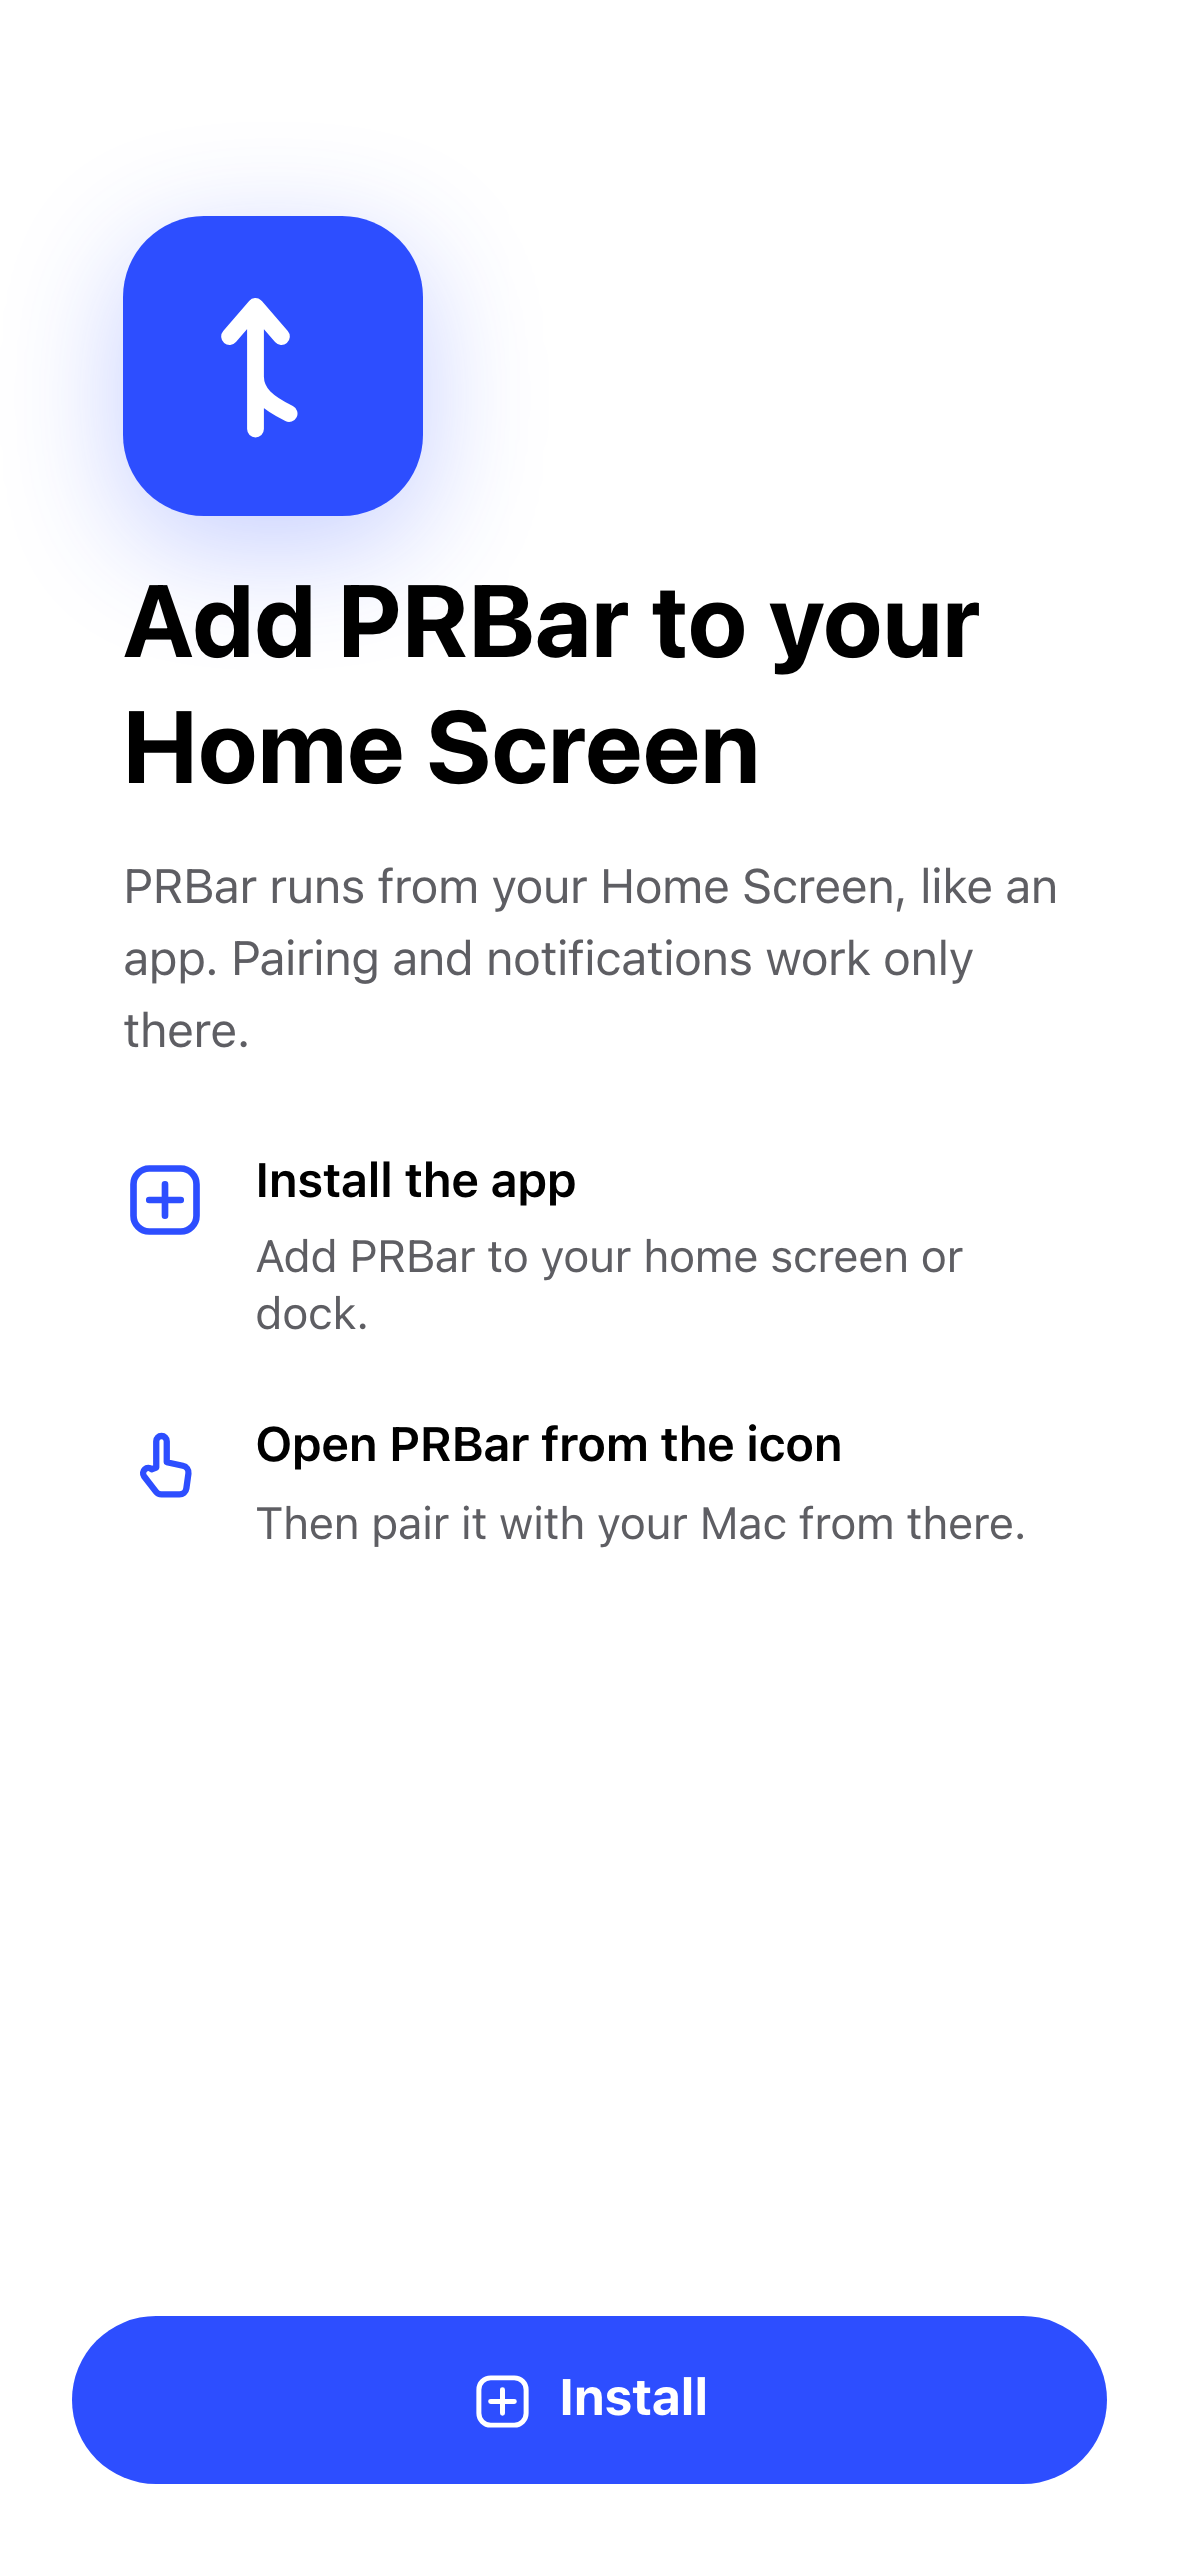 Add PRBar to your
Home Screen
PRBar runs from your Home Screen, like an
app. Pairing and notifications work only
there.
Install the app
Add PRBar to your home screen or
dock.
Open PRBar from the icon
Then pair it with your Mac from there.
Install